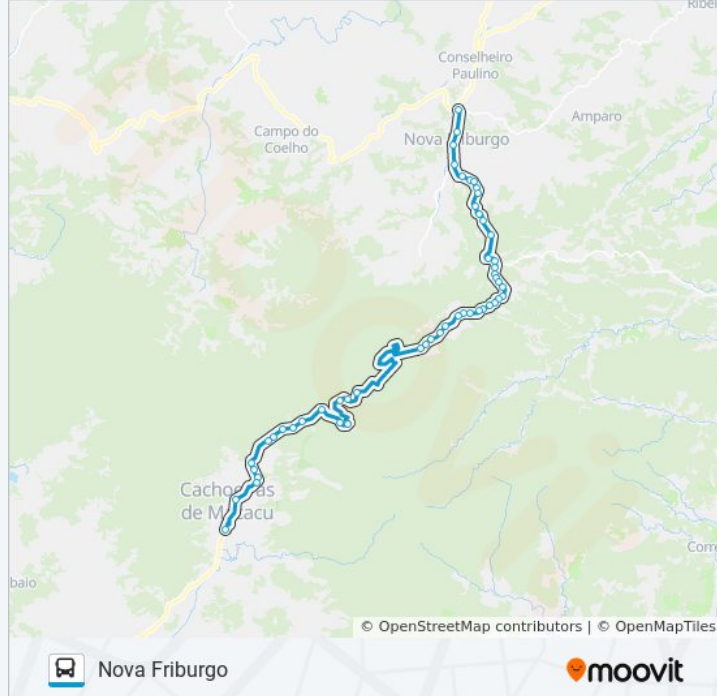 Ribei
Conselheiro
Paulino
Amparo
Campo do
Coelho
Nova Friburgo
Cachoeiras
de Macacu
Corre
baio
© OpenStreetMap contributors | © OpenMapTiles
Nova Friburgo
moovit